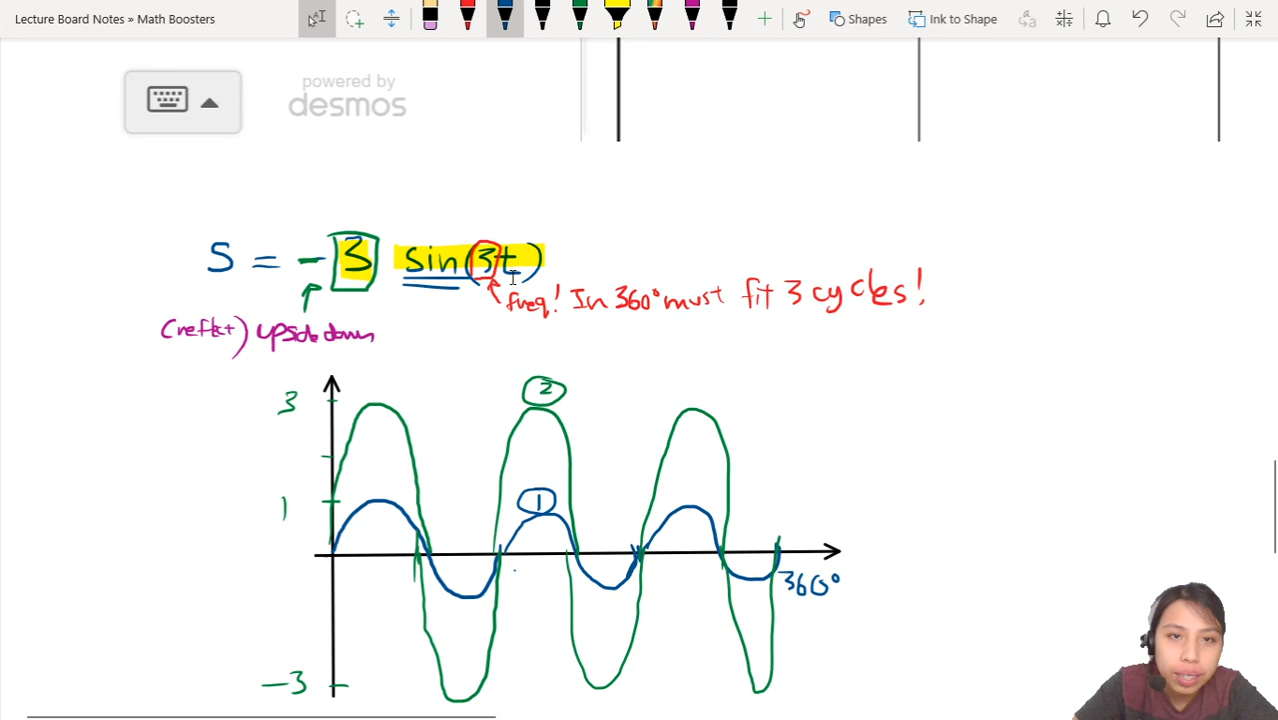 Lecture Board Notes » Math Boosters
Shapes
Ink to Shape
powered by
desmos
S = -3 sin(3t)
freq! In 360° must fit 3 cycles!
(reflect) upside down
3
2
1
1
360°
-3